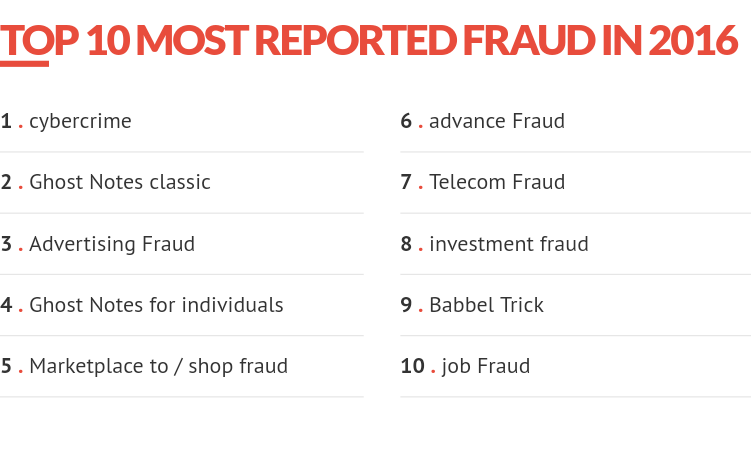 TOP 10 MOST REPORTED FRAUD IN 2016
1 . cybercrime
2 . Ghost Notes classic
3 . Advertising Fraud
4 . Ghost Notes for individuals
5 . Marketplace to / shop fraud
6 . advance Fraud
7 . Telecom Fraud
8 . investment fraud
9 . Babbel Trick
10 . job Fraud